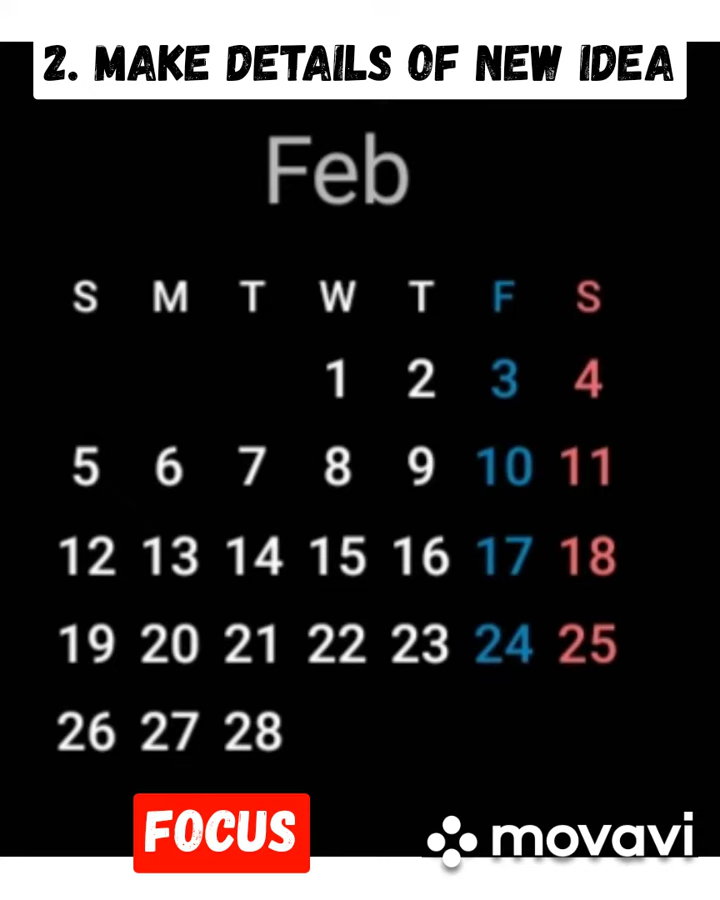 2. MAKE DETAILS OF NEW IDEA
Feb
S M T W T F S
1 2 3 4
5 6 7 8 9 10 11
12 13 14 15 16 17 18
19 20 21 22 23 24 25
26 27 28
FOCUS
movavi